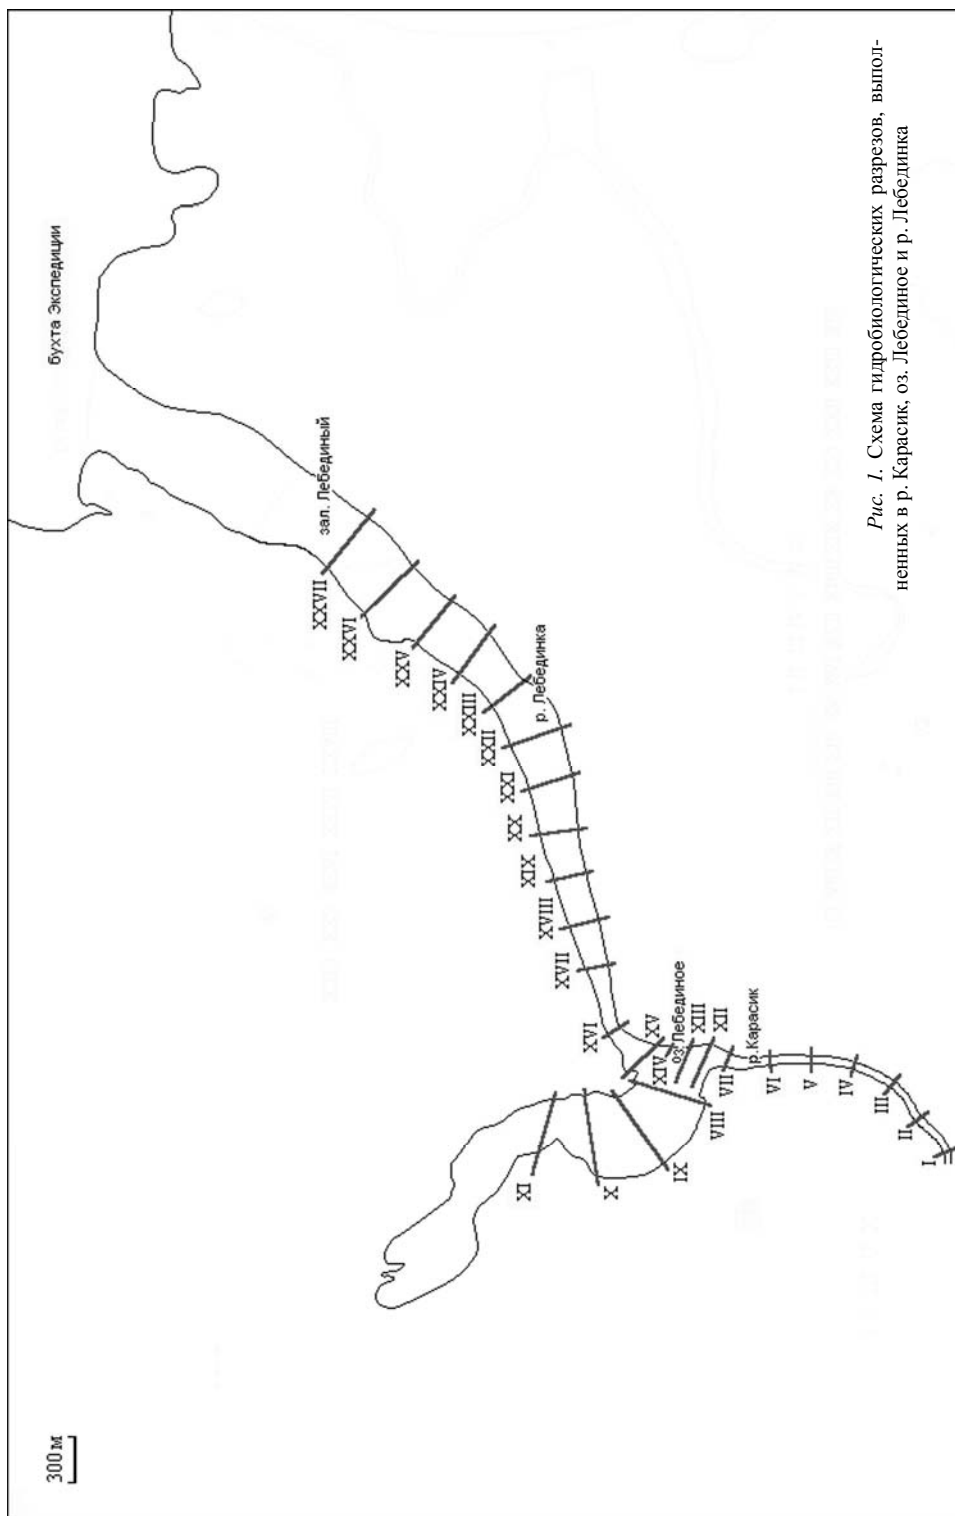 300 м
бухта Экспедиции
зал. Лебединый
XXVII
XXVI
XXV
XXIV
XXIII
XXII
р. Лебединка
XXI
XX
XIX
XVIII
XVII
XVI
XV
XIV
оз. Лебединое
XIII
XII
XI
X
IX
VIII
VII
р.Карасик
VI
V
IV
III
II
I
Рис. 1. Схема гидробиологических разрезов, выпол-
ненных в р. Карасик, оз. Лебединое и р. Лебединка